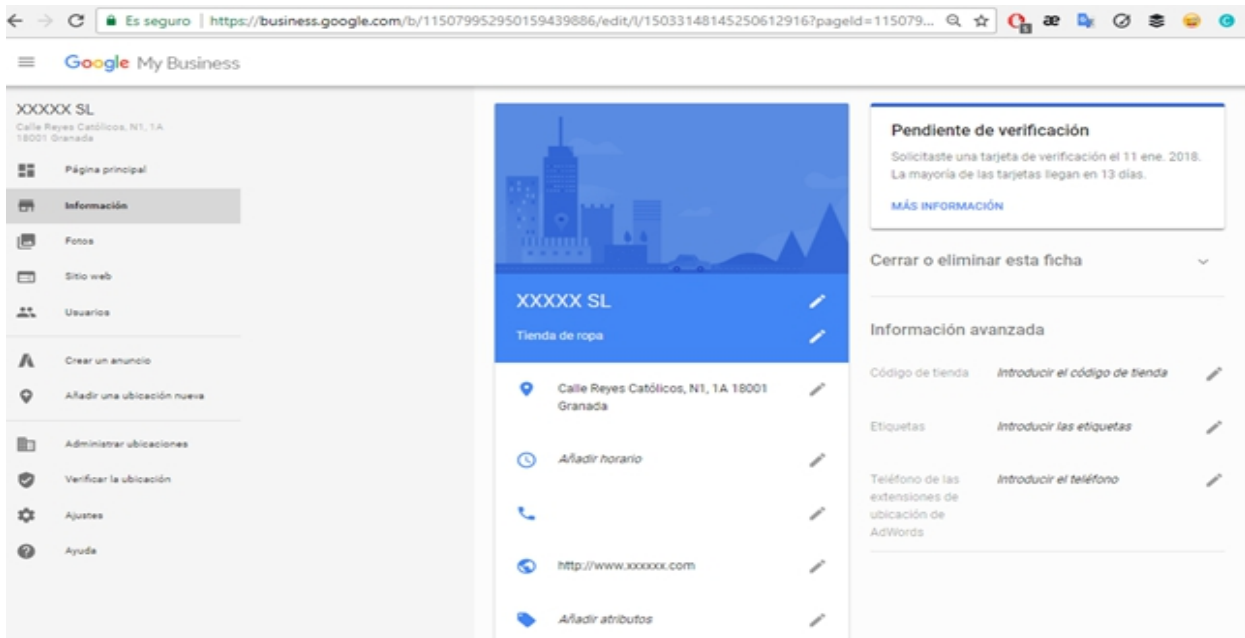 Es seguro | https://business.google.com/b/115079952950159439886/edit/l/15033148145250612916?pageId=115079...
Google My Business
XXXXX SL
Calle Reyes Católicos, N1, 1A
18001 Granada
Página principal
Información
Fotos
Sitio web
Usuarios
Crear un anuncio
Añadir una ubicación nueva
Administrar ubicaciones
Verificar la ubicación
Ajustes
Ayuda
XXXXX SL
Tienda de ropa
Calle Reyes Católicos, N1, 1A 18001
Granada
Añadir horario
http://www.xxxxxx.com
Añadir atributos
Pendiente de verificación
Solicitaste una tarjeta de verificación el 11 ene. 2018.
La mayoría de las tarjetas llegan en 13 días.
MÁS INFORMACIÓN
Cerrar o eliminar esta ficha
Información avanzada
Código de tienda Introducir el código de tienda
Etiquetas Introducir las etiquetas
Teléfono de las Introducir el teléfono
extensiones de
ubicación de
AdWords